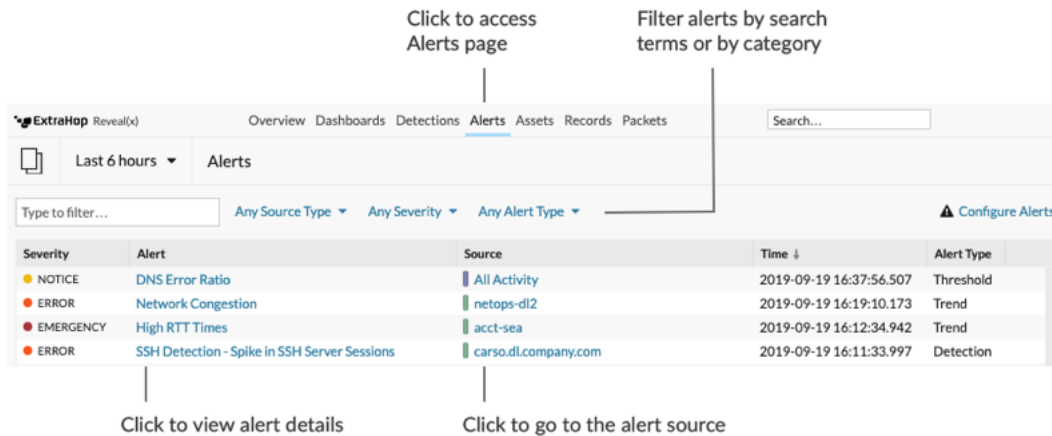 Click to access
Alerts page
Filter alerts by search
terms or by category
ExtraHop Reveal(x)
Overview Dashboards Detections Alerts Assets Records Packets
Search...
Last 6 hours
Alerts
Type to filter...
Any Source Type
Any Severity
Any Alert Type
Configure Alerts
Severity Alert Source Time ↓ Alert Type
NOTICE DNS Error Ratio All Activity 2019-09-19 16:37:56.507 Threshold
ERROR Network Congestion netops-dl2 2019-09-19 16:19:10.173 Trend
EMERGENCY High RTT Times acct-sea 2019-09-19 16:12:34.942 Trend
ERROR SSH Detection - Spike in SSH Server Sessions carso.dl.company.com 2019-09-19 16:11:33.997 Detection
Click to view alert details
Click to go to the alert source